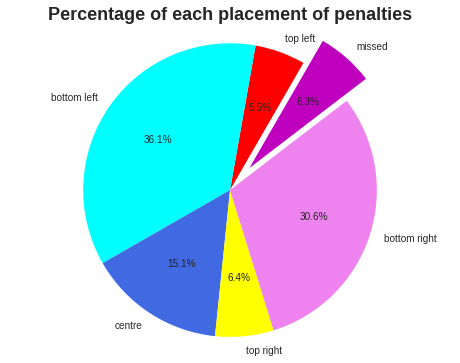 Percentage of each placement of penalties
top left
missed
5.5%
6.3%
bottom left
36.1%
30.6%
bottom right
15.1%
6.4%
centre
top right